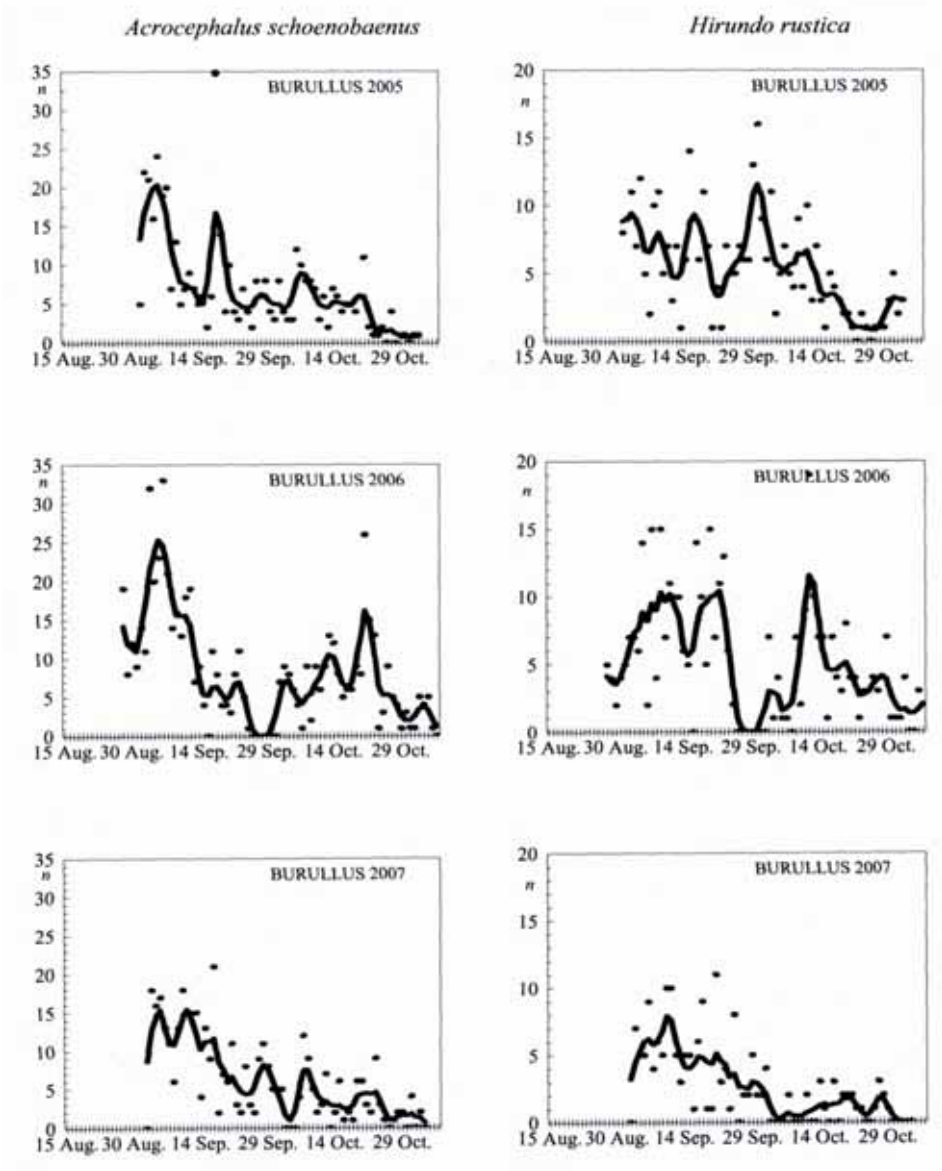 Acrocephalus schoenobaenus
Hirundo rustica
35
n
30
25
20
15
10
5
0
BURULLUS 2005
15 Aug. 30 Aug. 14 Sep. 29 Sep. 14 Oct. 29 Oct.
20
n
15
10
5
0
BURULLUS 2005
15 Aug. 30 Aug. 14 Sep. 29 Sep. 14 Oct. 29 Oct.
35
n
30
25
20
15
10
5
0
BURULLUS 2006
15 Aug. 30 Aug. 14 Sep. 29 Sep. 14 Oct. 29 Oct.
20
n
15
10
5
0
BURULLUS 2006
15 Aug. 30 Aug. 14 Sep. 29 Sep. 14 Oct. 29 Oct.
35
n
30
25
20
15
10
5
0
BURULLUS 2007
15 Aug. 30 Aug. 14 Sep. 29 Sep. 14 Oct. 29 Oct.
20
n
15
10
5
0
BURULLUS 2007
15 Aug. 30 Aug. 14 Sep. 29 Sep. 14 Oct. 29 Oct.